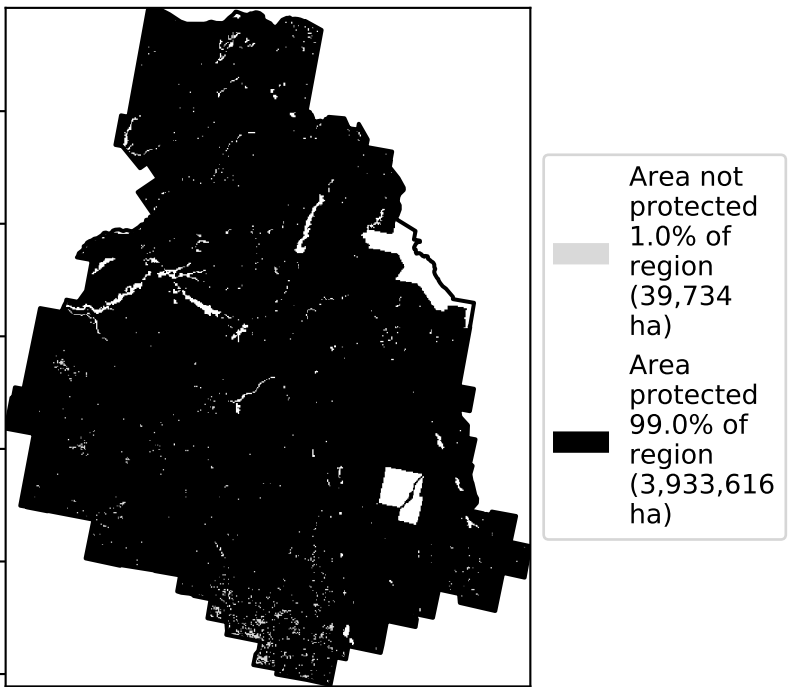 Area not
protected
1.0% of
region
(39,734
ha)
Area
protected
99.0% of
region
(3,933,616
ha)